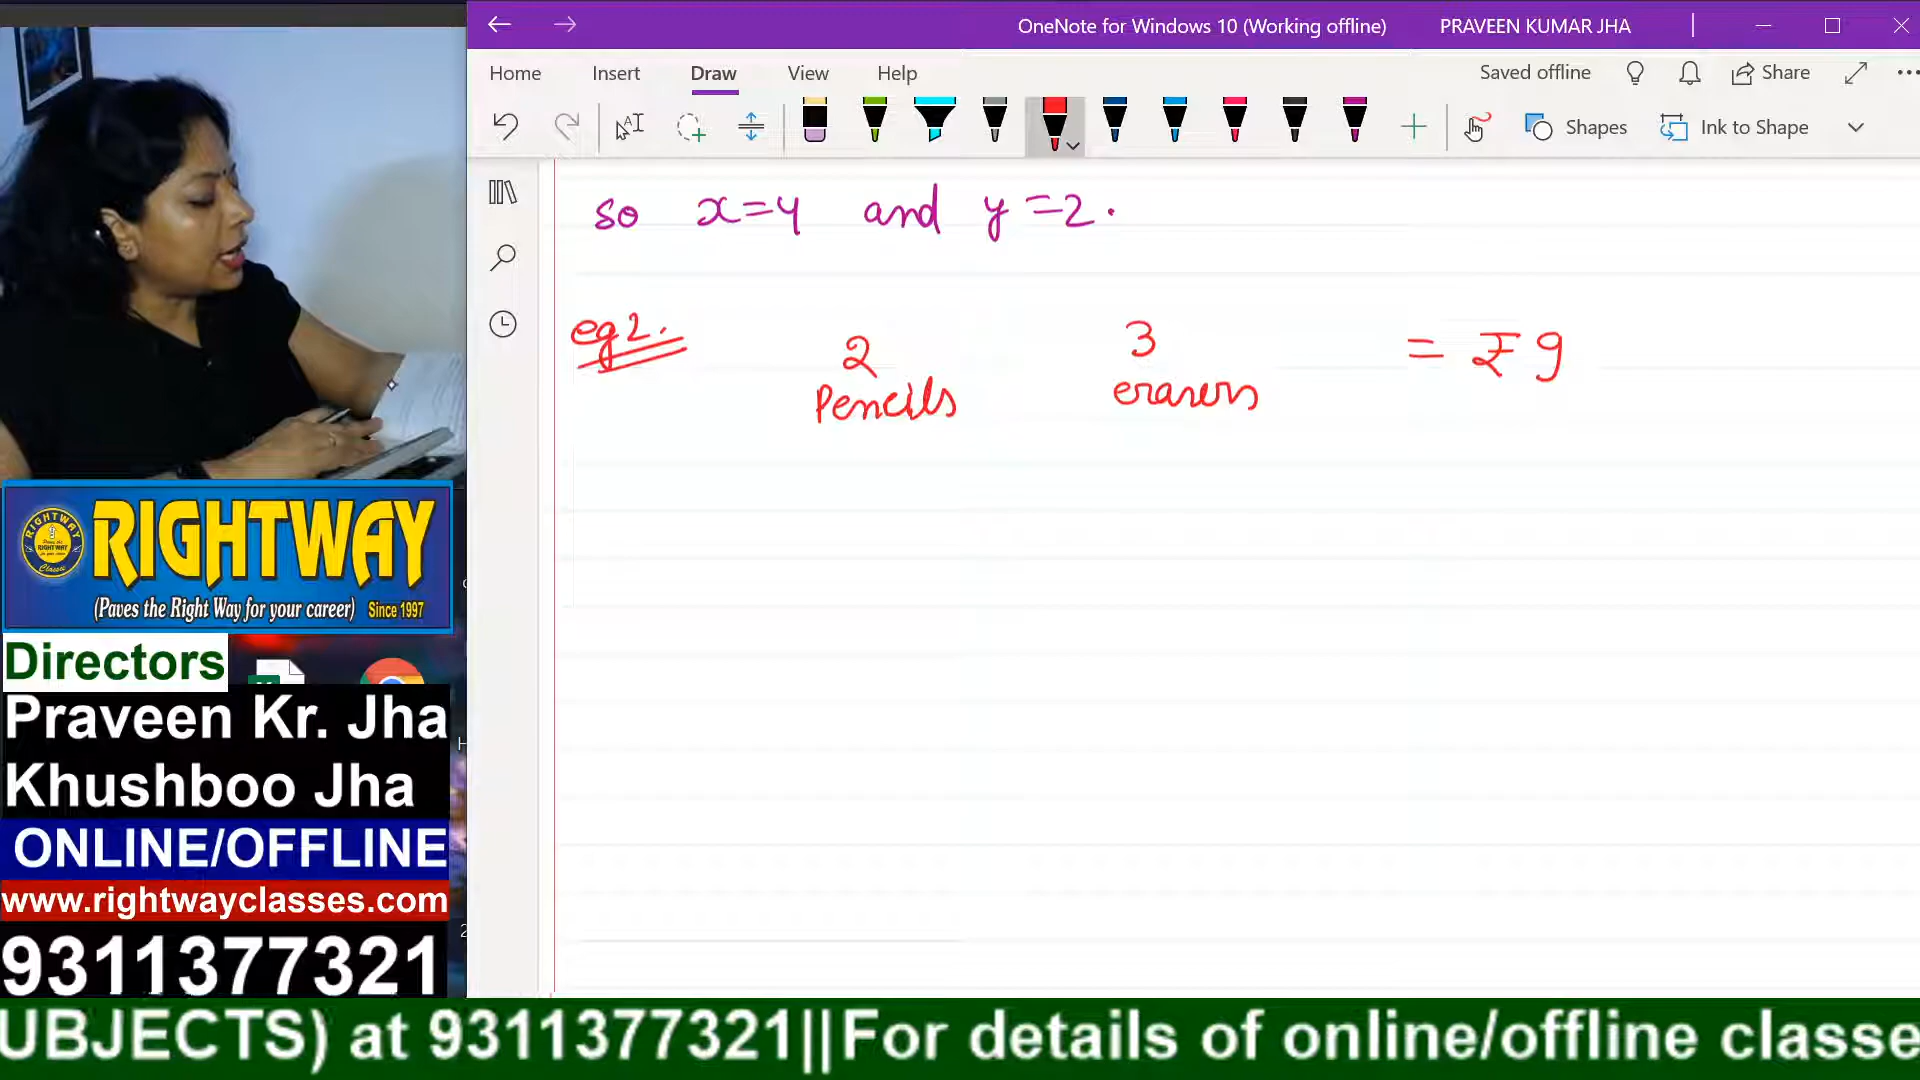 OneNote for Windows 10 (Working offline) PRAVEEN KUMAR JHA
Home Insert Draw View Help Saved offline Share
Shapes Ink to Shape
so x=4 and y=2.
eg 2. 2 3 = ₹ 9
Pencils erasers
RIGHTWAY
(Paves the Right Way for your career) Since 1997
Directors
Praveen Kr. Jha
Khushboo Jha
ONLINE/OFFLINE
www.rightwayclasses.com
9311377321
UBJECTS) at 9311377321||For details of online/offline classe